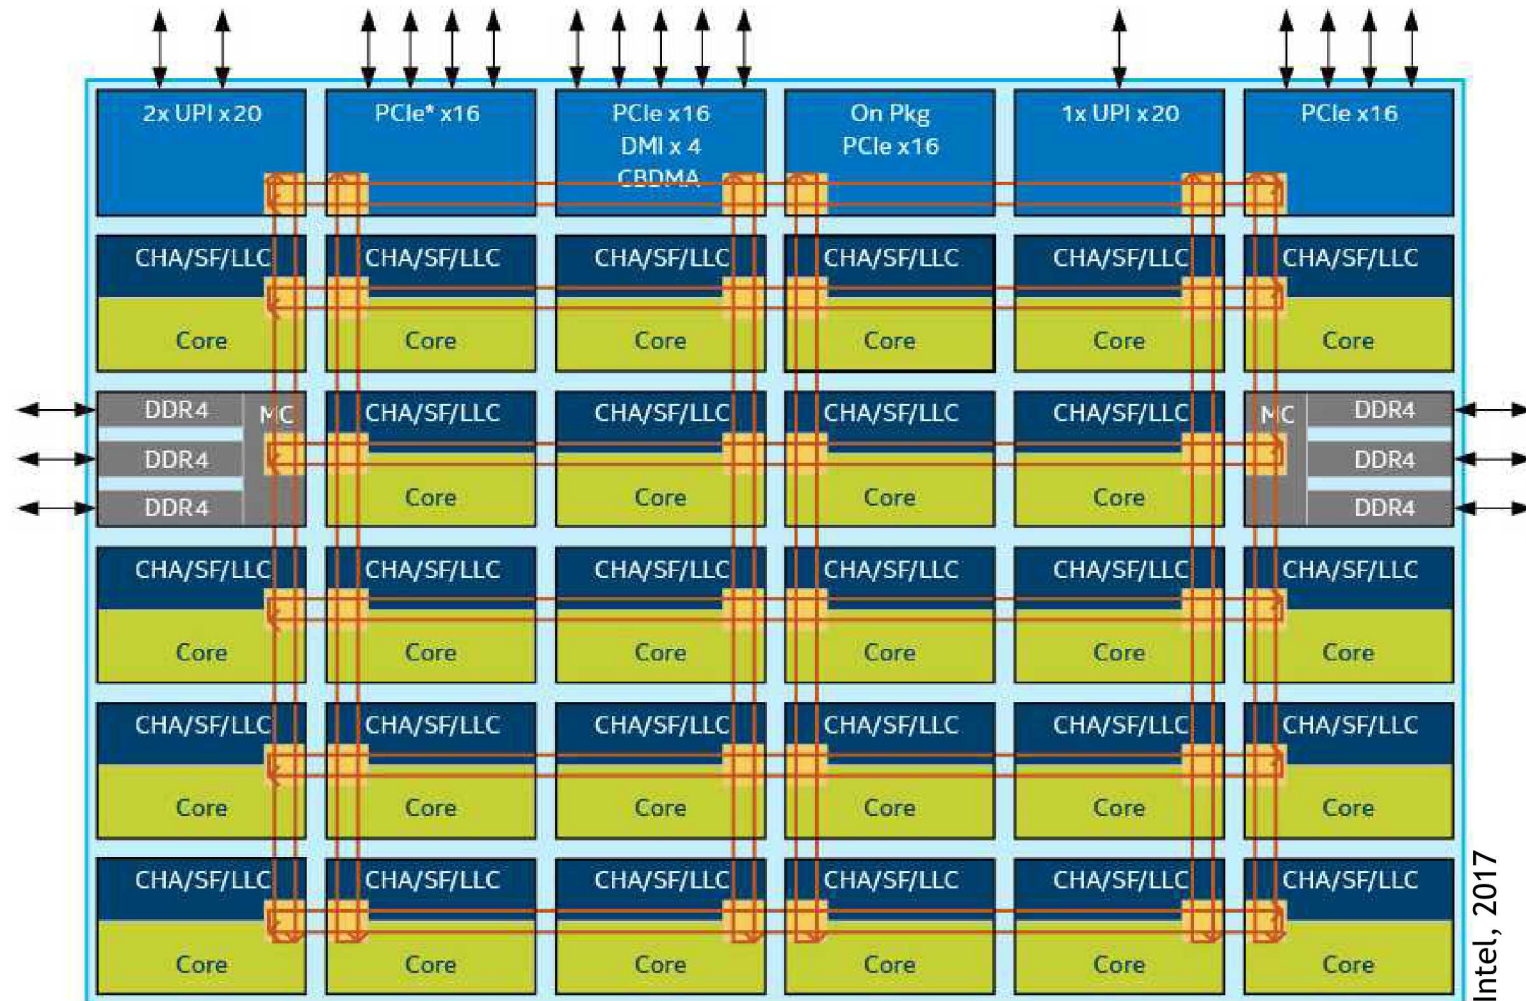 2x UPI x20
PCIe* x16
PCIe x16
DMI x 4
CBDMA
On Pkg
PCIe x16
1x UPI x20
PCIe x16
CHA/SF/LLC
CHA/SF/LLC
CHA/SF/LLC
CHA/SF/LLC
CHA/SF/LLC
CHA/SF/LLC
Core
Core
Core
Core
Core
Core
DDR4
MC
DDR4
DDR4
CHA/SF/LLC
CHA/SF/LLC
CHA/SF/LLC
CHA/SF/LLC
Core
Core
Core
Core
MC
DDR4
DDR4
DDR4
CHA/SF/LLC
CHA/SF/LLC
CHA/SF/LLC
CHA/SF/LLC
CHA/SF/LLC
CHA/SF/LLC
Core
Core
Core
Core
Core
Core
CHA/SF/LLC
CHA/SF/LLC
CHA/SF/LLC
CHA/SF/LLC
CHA/SF/LLC
CHA/SF/LLC
Core
Core
Core
Core
Core
Core
CHA/SF/LLC
CHA/SF/LLC
CHA/SF/LLC
CHA/SF/LLC
CHA/SF/LLC
CHA/SF/LLC
Core
Core
Core
Core
Core
Core
Intel, 2017